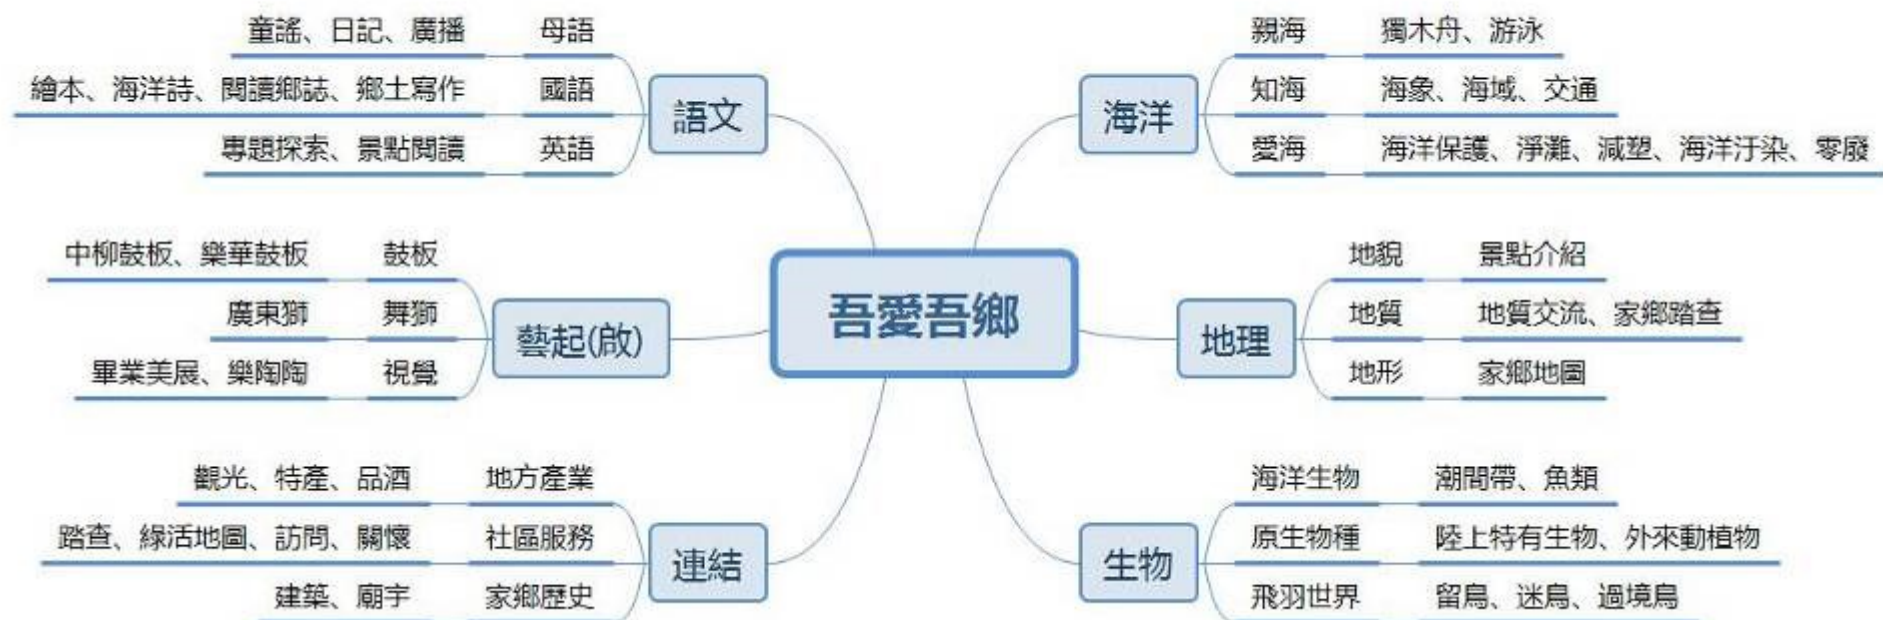 吾愛吾鄉
語文
母語
童謠、日記、廣播
國語
繪本、海洋詩、閱讀鄉誌、鄉土寫作
英語
專題探索、景點閱讀
藝起(啟)
鼓板
中柳鼓板、樂華鼓板
舞獅
廣東獅
視覺
畢業美展、樂陶陶
連結
地方產業
觀光、特產、品酒
社區服務
踏查、綠活地圖、訪問、關懷
家鄉歷史
建築、廟宇
海洋
親海
獨木舟、游泳
知海
海象、海域、交通
愛海
海洋保護、淨灘、減塑、海洋汙染、零廢
地理
地貌
景點介紹
地質
地質交流、家鄉踏查
地形
家鄉地圖
生物
海洋生物
潮間帶、魚類
原生物種
陸上特有生物、外來動植物
飛羽世界
留鳥、迷鳥、過境鳥